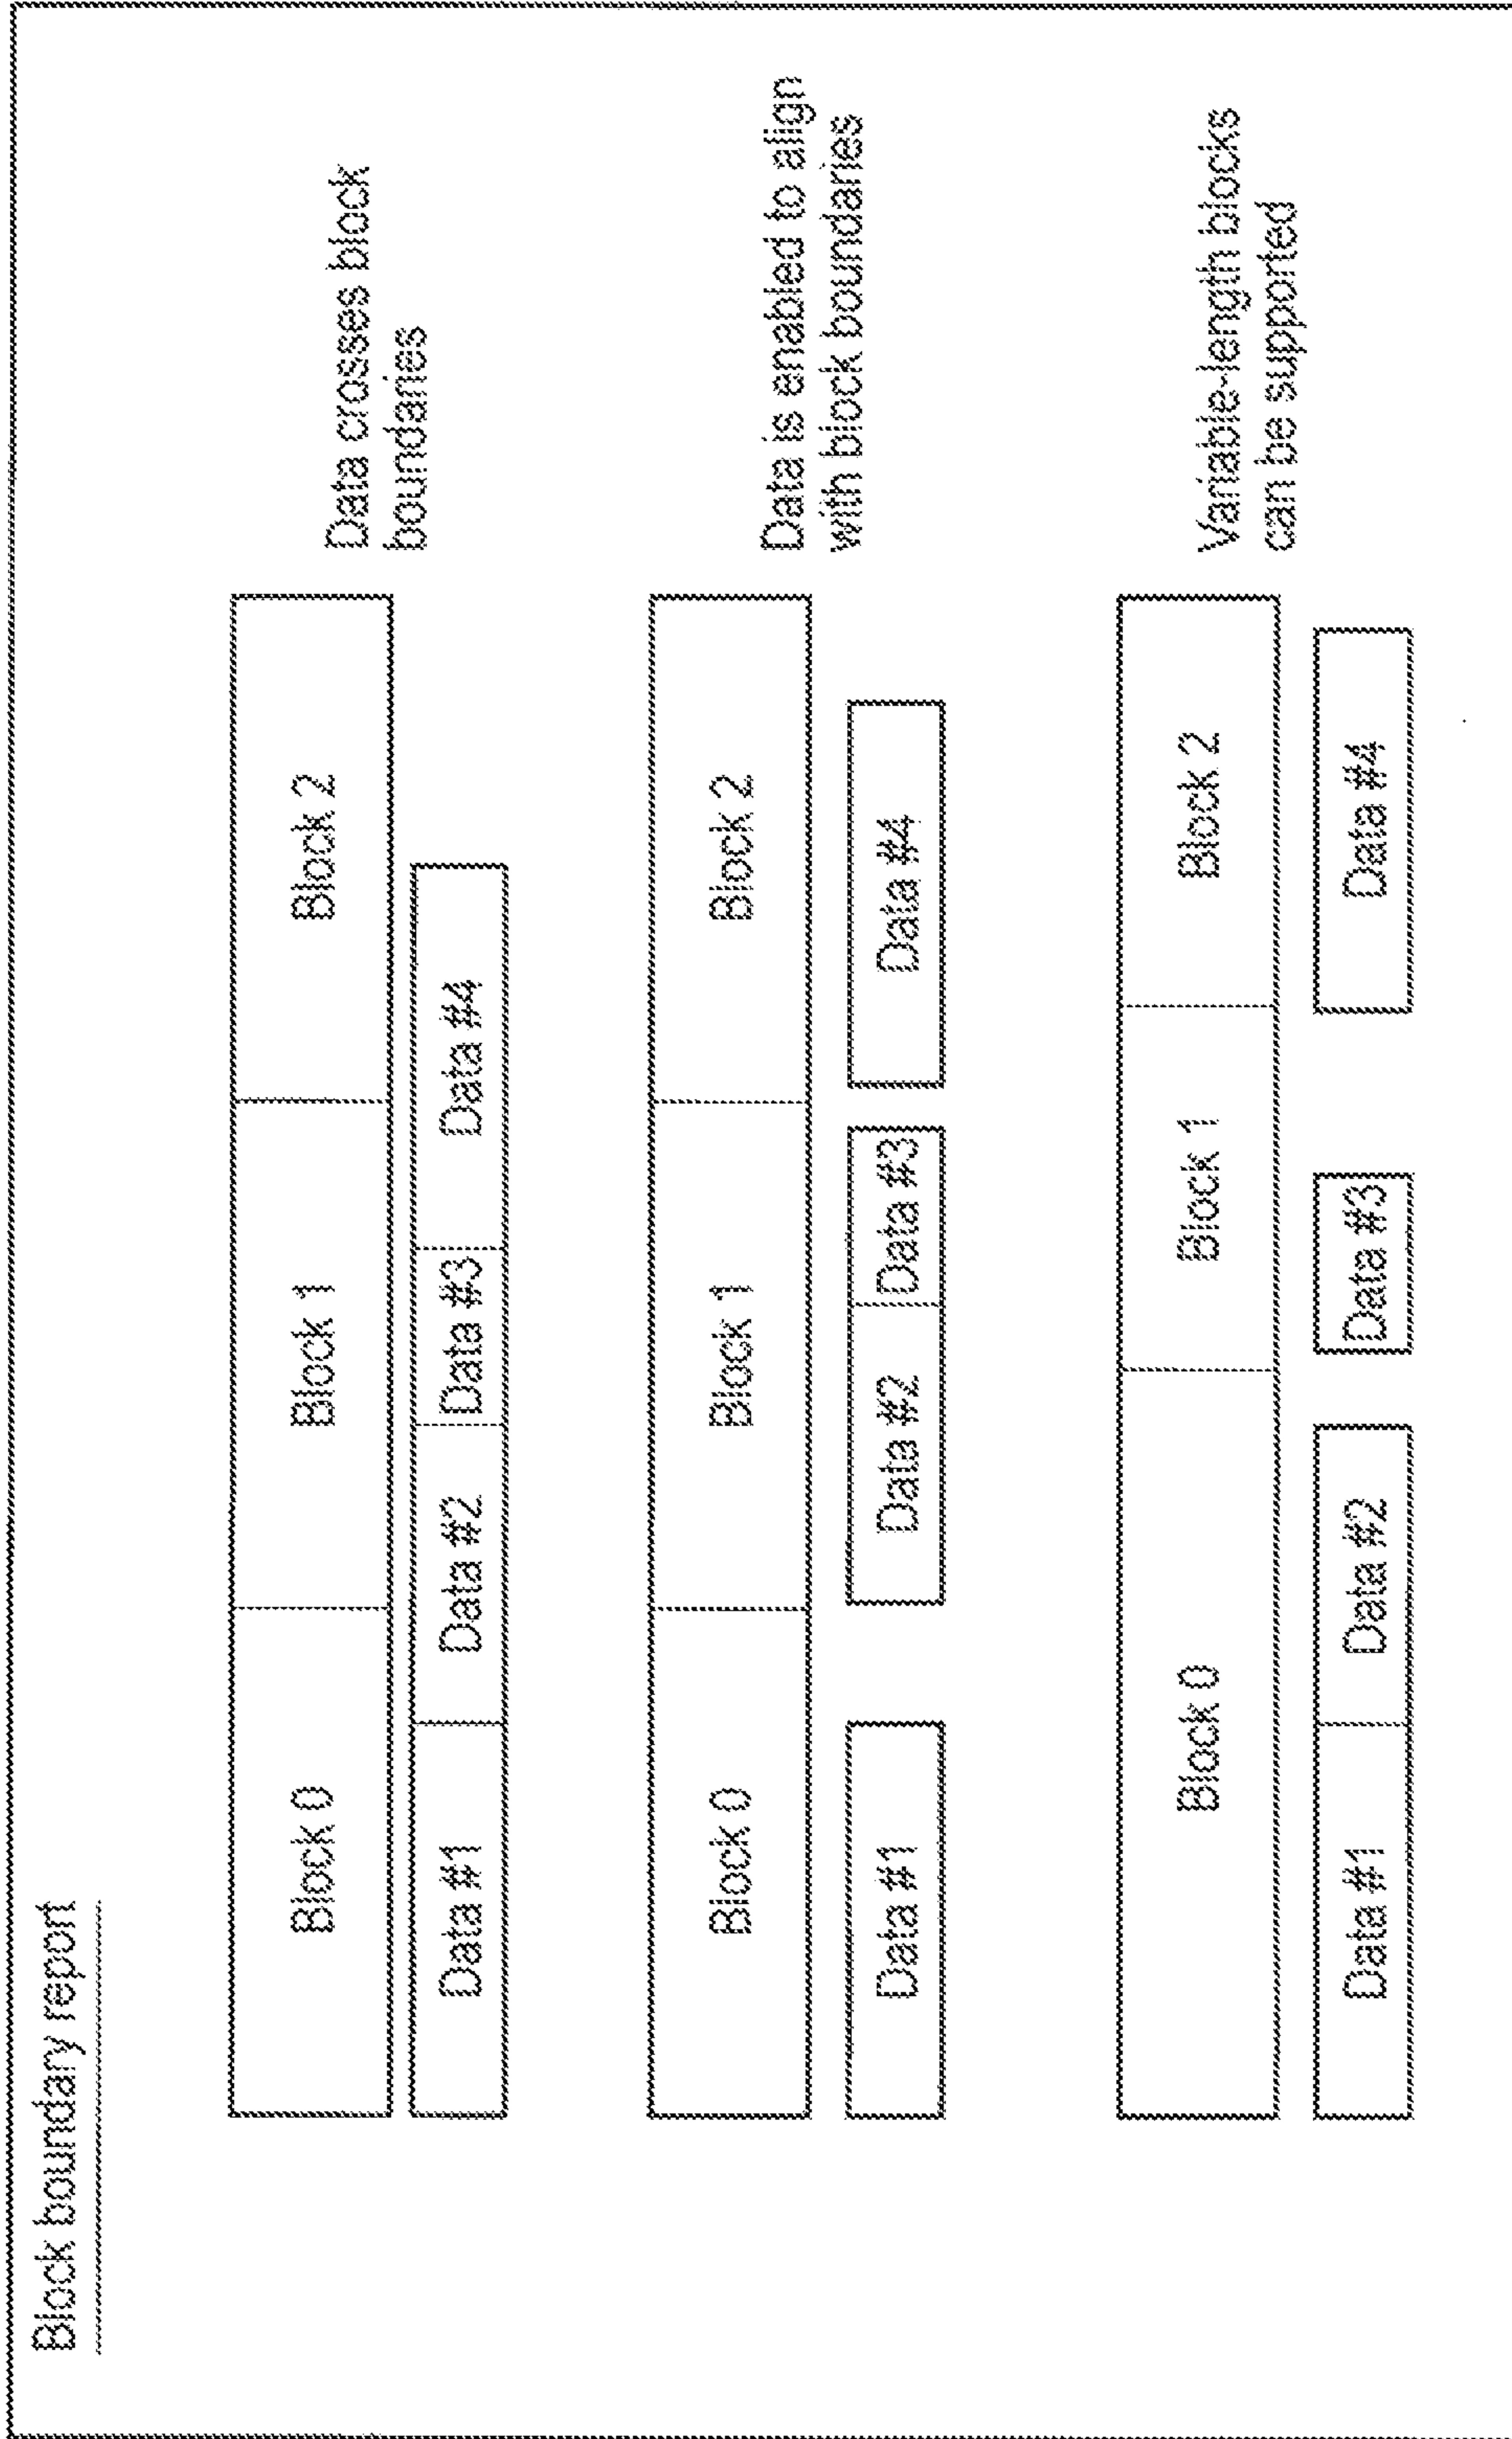 Block boundary report
Block 0 Block 1 Block 2
Data #1 Data #2 Data #3 Data #4
Data crosses block
boundaries
Block 0 Block 1 Block 2
Data #1 Data #2 Data #3 Data #4
Data is enabled to align
with block boundaries
Block 0 Block 1 Block 2
Data #1 Data #2 Data #3 Data #4
Variable-length blocks
can be supported